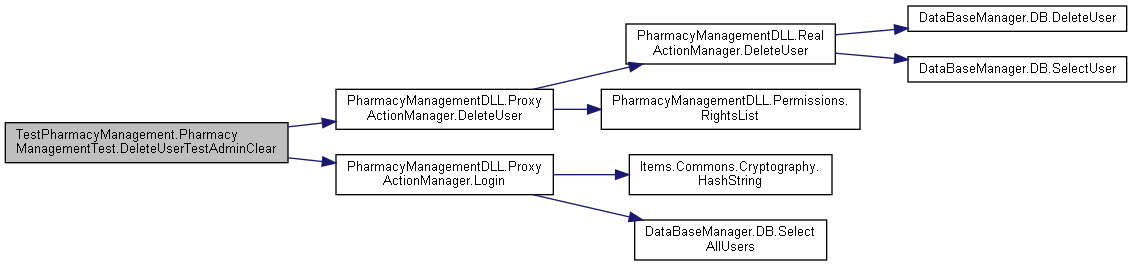 TestPharmacyManagement.Pharmacy
ManagementTest.DeleteUserTestAdminClear
PharmacyManagementDLL.Proxy
ActionManager.DeleteUser
PharmacyManagementDLL.Real
ActionManager.DeleteUser
DataBaseManager.DB.DeleteUser
DataBaseManager.DB.SelectUser
PharmacyManagementDLL.Permissions.
RightsList
PharmacyManagementDLL.Proxy
ActionManager.Login
Items.Commons.Cryptography.
HashString
DataBaseManager.DB.Select
AllUsers